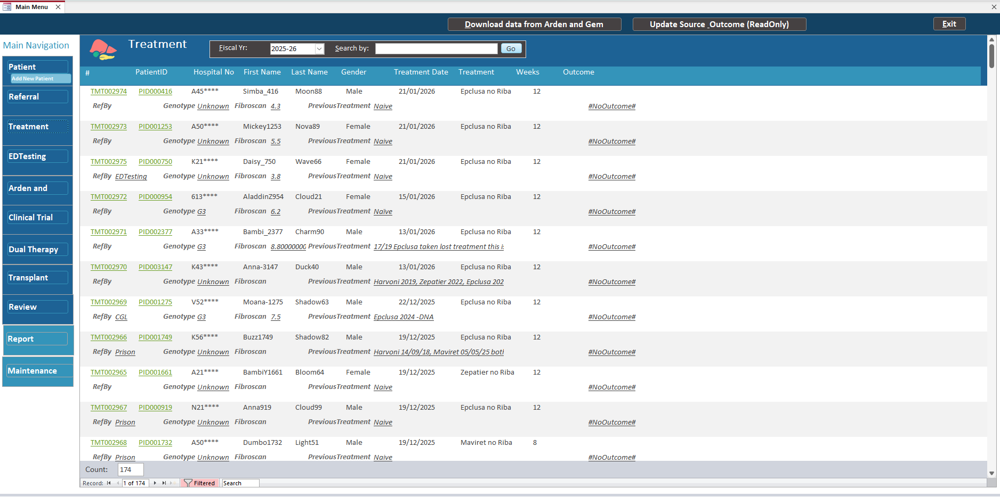 Main Menu
Download data from Arden and Gem
Update Source _Outcome (ReadOnly)
Exit
Main Navigation
Patient
Add New Patient
Referral
Treatment
EDTesting
Arden and
Clinical Trial
Dual Therapy
Transplant
Review
Report
Maintenance
Treatment
Fiscal Yr: 2025-26 Search by: Go
# PatientID Hospital No First Name Last Name Gender Treatment Date Treatment Weeks Outcome
TMT002974 PID000416 A45**** Simba_416 Moon88 Male 21/01/2026 Epclusa no Riba 12
RefBy Genotype Unknown Fibroscan 4.3 PreviousTreatment Naive #NoOutcome#
TMT002973 PID001253 A50**** Mickey1253 Nova89 Female 21/01/2026 Epclusa no Riba 12
RefBy Genotype Unknown Fibroscan 5.5 PreviousTreatment Naive #NoOutcome#
TMT002975 PID000750 K21**** Daisy_750 Wave66 Female 21/01/2026 Epclusa no Riba 12
RefBy EDTesting Genotype Unknown Fibroscan 3.8 PreviousTreatment Naive #NoOutcome#
TMT002972 PID000954 613**** AladdinZ954 Cloud21 Female 15/01/2026 Epclusa no Riba 12
RefBy Genotype G3 Fibroscan 6.2 PreviousTreatment Naive #NoOutcome#
TMT002971 PID002377 A33**** Bambi_2377 Charm90 Male 13/01/2026 Epclusa no Riba 12
RefBy Genotype G3 Fibroscan 8.80000000 PreviousTreatment 17/19 Epclusa taken lost treatment this is #NoOutcome#
TMT002970 PID003147 K43**** Anna-3147 Duck40 Male 13/01/2026 Epclusa no Riba 12
RefBy Genotype Unknown Fibroscan PreviousTreatment Harvoni 2019, Zepatier 2022, Epclusa 202 #NoOutcome#
TMT002969 PID001275 V52**** Moana-1275 Shadow63 Male 22/12/2025 Epclusa no Riba 12
RefBy CGL Genotype G3 Fibroscan 7.5 PreviousTreatment Epclusa 2024 -DNA #NoOutcome#
TMT002966 PID001749 K56**** Buzz1749 Shadow82 Male 19/12/2025 Epclusa no Riba 12
RefBy Prison Genotype Unknown Fibroscan PreviousTreatment Harvoni 14/09/18, Maviret 05/05/25 both #NoOutcome#
TMT002965 PID001661 A21**** BambiY1661 Bloom64 Female 19/12/2025 Zepatier no Riba 12
RefBy Genotype Unknown Fibroscan PreviousTreatment Naive #NoOutcome#
TMT002967 PID000919 N21**** Anna919 Cloud99 Male 19/12/2025 Epclusa no Riba 12
RefBy Prison Genotype Unknown Fibroscan PreviousTreatment Naive #NoOutcome#
TMT002968 PID001732 A50**** Dumbo1732 Light51 Male 19/12/2025 Maviret no Riba 8
RefBy Prison Genotype Unknown Fibroscan PreviousTreatment Naive #NoOutcome#
Count: 174
Record: 1 of 174 Filtered Search